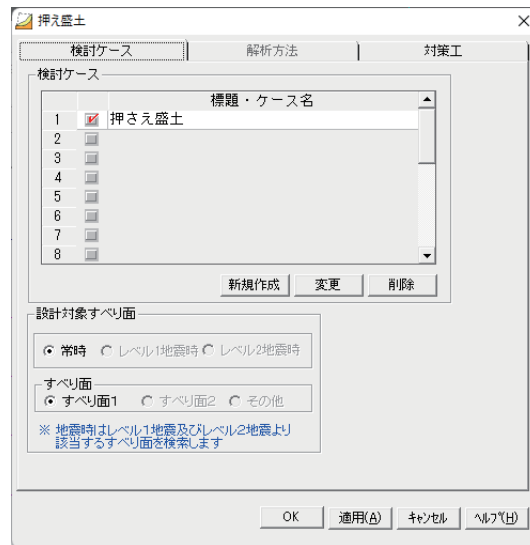 押え盛土
検討ケース 解析方法 対策工
検討ケース
標題・ケース名
1 押さえ盛土
2
3
4
5
6
7
8
新規作成 変更 削除
設計対象すべり面
常時 レベル1地震時 レベル2地震時
すべり面
すべり面1 すべり面2 その他
※ 地震時はレベル1地震及びレベル2地震より
該当するすべり面を検索します
OK 適用(A) キャンセル ヘルプ(H)